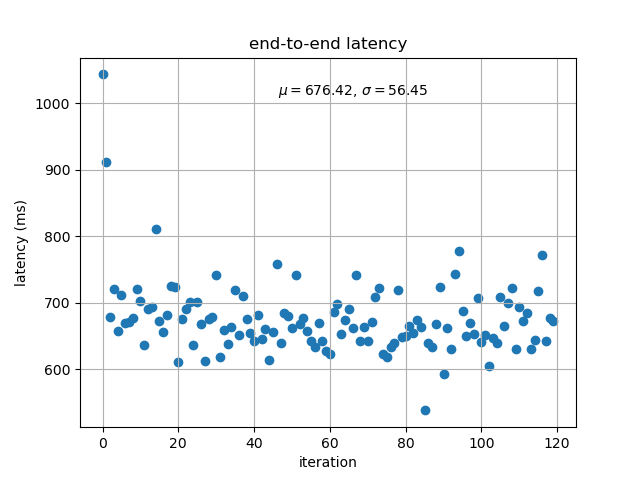 end-to-end latency
μ = 676.42, σ = 56.45
1000
900
800
700
600
latency (ms)
0 20 40 60 80 100 120
iteration